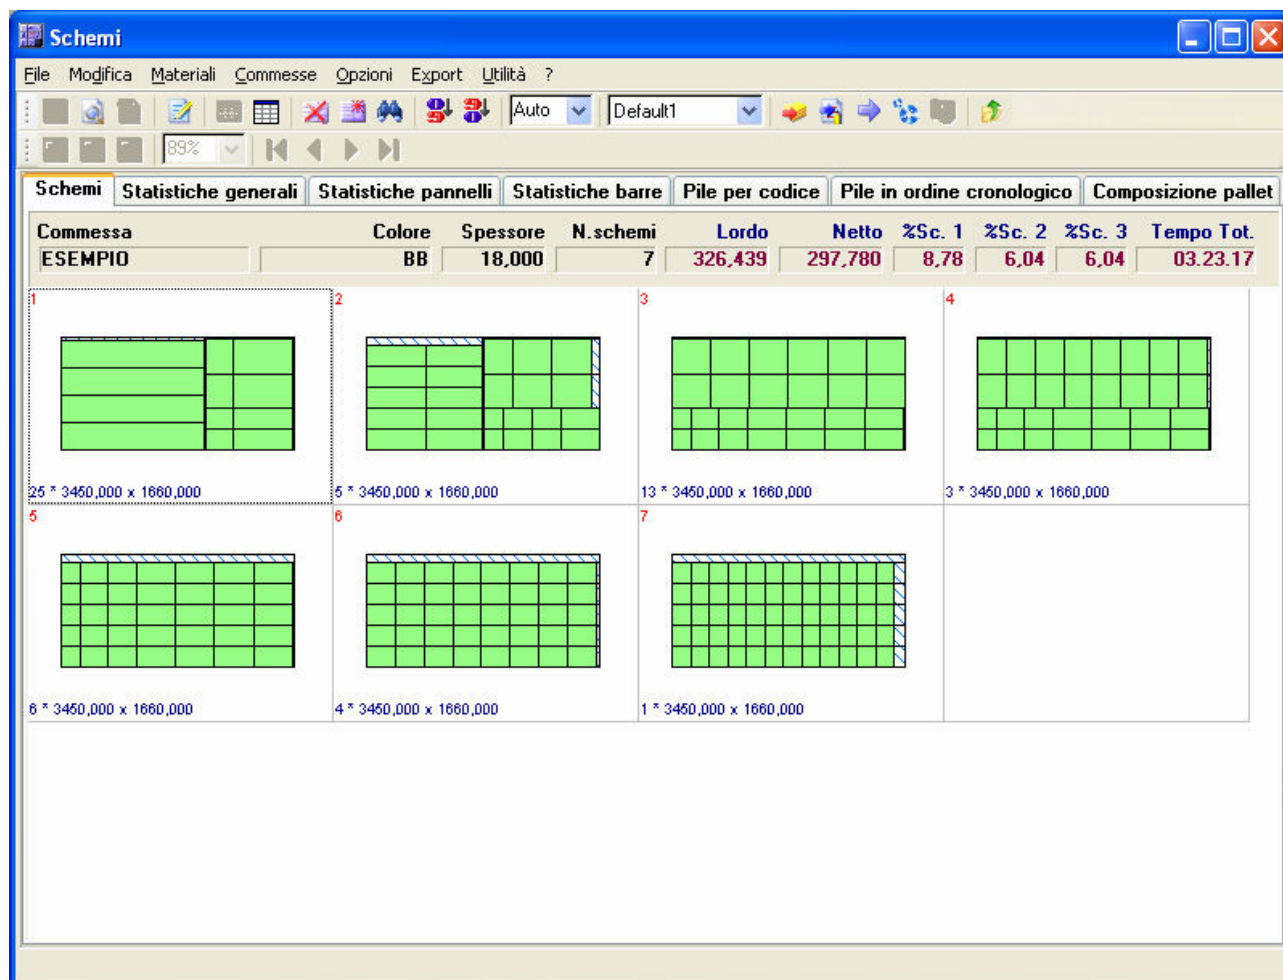 Schemi
File Modifica Materiali Commesse Opzioni Export Utilità ?
Auto Default1
89%
Schemi Statistiche generali Statistiche pannelli Statistiche barre Pile per codice Pile in ordine cronologico Composizione pallet
Commessa Colore Spessore N.schemi Lordo Netto %Sc. 1 %Sc. 2 %Sc. 3 Tempo Tot.
ESEMPIO BB 18,000 7 326,439 297,780 8,78 6,04 6,04 03.23.17
1 2 3 4
25 * 3450,000 x 1660,000 5 * 3450,000 x 1660,000 13 * 3450,000 x 1660,000 3 * 3450,000 x 1660,000
5 6 7
6 * 3450,000 x 1660,000 4 * 3450,000 x 1660,000 1 * 3450,000 x 1660,000